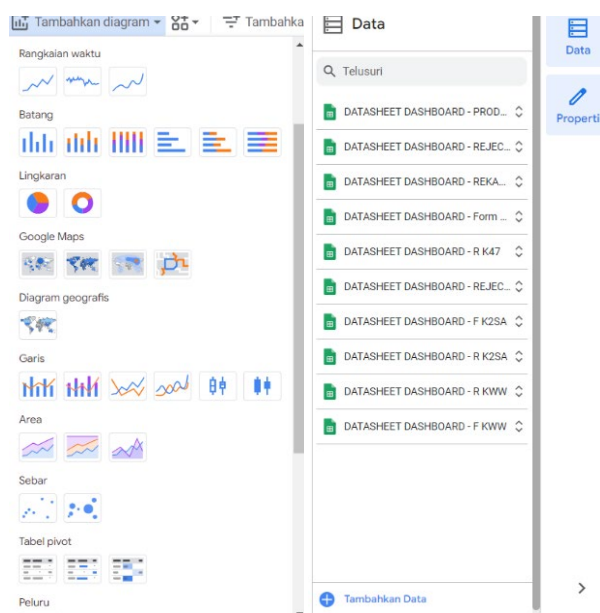 Tambahkan diagram
Tambahka
Rangkaian waktu
Batang
Lingkaran
Google Maps
Diagram geografis
Garis
Area
Sebar
Tabel pivot
Peluru
Data
Telusuri
DATASHEET DASHBOARD - PROD...
DATASHEET DASHBOARD - REJEC...
DATASHEET DASHBOARD - REKA...
DATASHEET DASHBOARD - Form ...
DATASHEET DASHBOARD - R K47
DATASHEET DASHBOARD - REJEC...
DATASHEET DASHBOARD - F K2SA
DATASHEET DASHBOARD - R K2SA
DATASHEET DASHBOARD - R KWW
DATASHEET DASHBOARD - F KWW
Tambahkan Data
Data
Properti